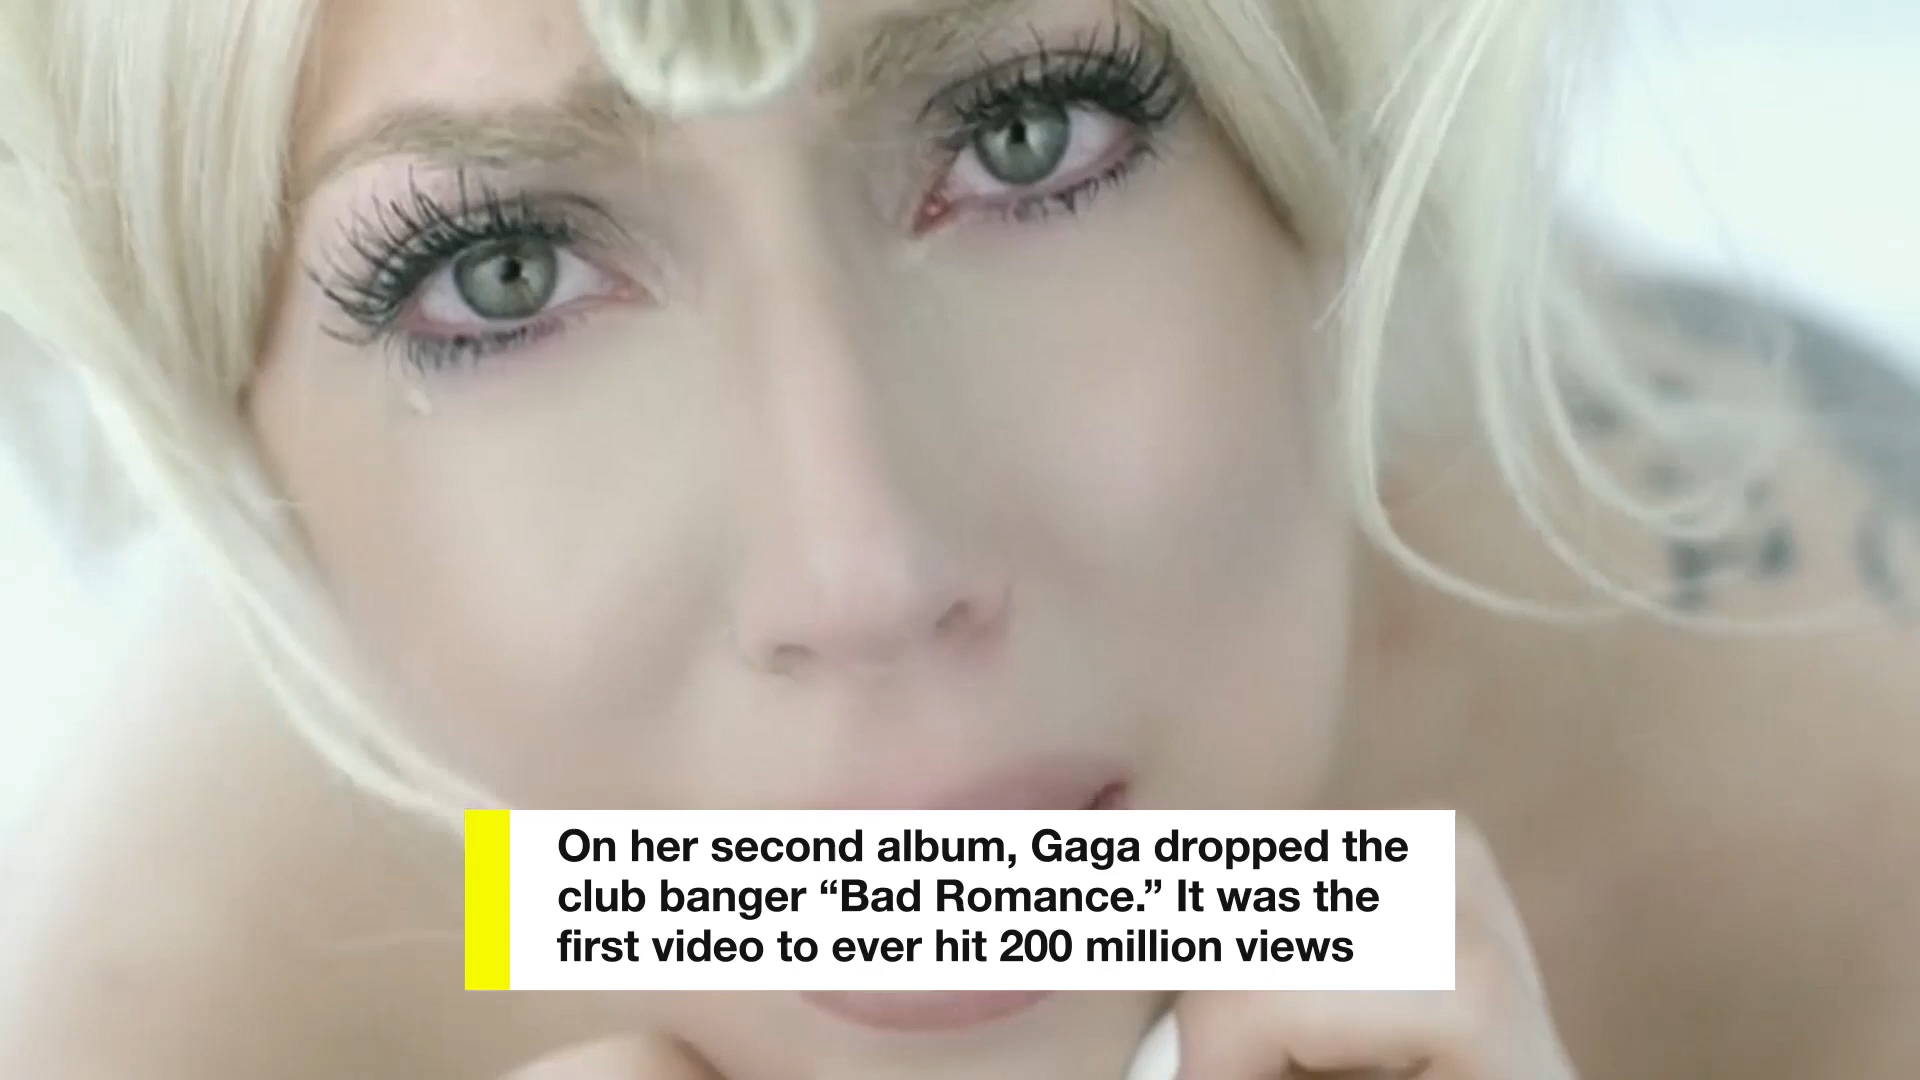 On her second album, Gaga dropped the
club banger “Bad Romance.” It was the
first video to ever hit 200 million views